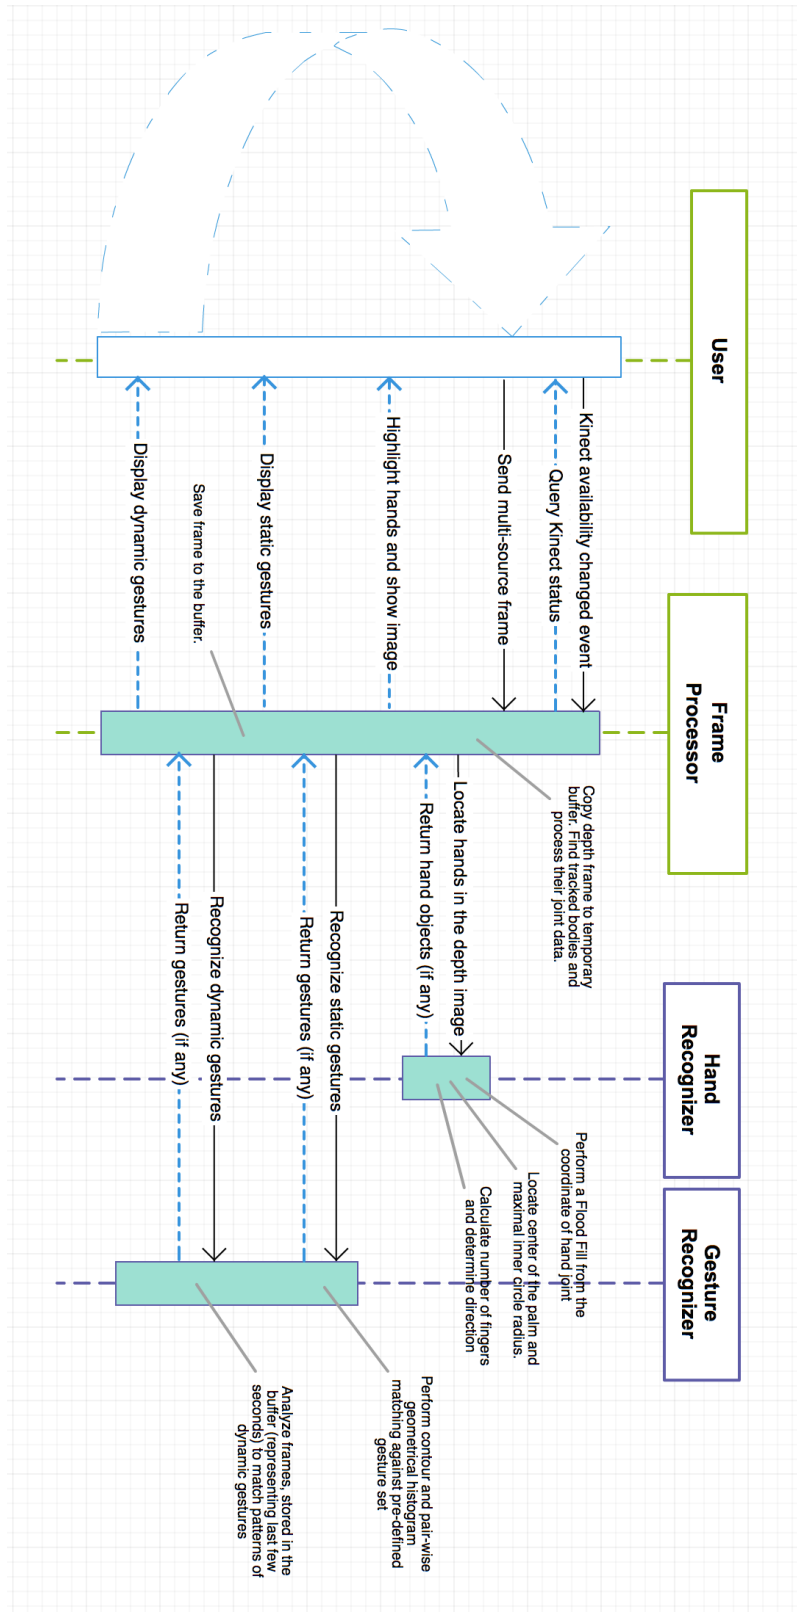 User
Frame
Processor
Hand
Recognizer
Gesture
Recognizer
Kinect availability changed event
Query Kinect status
Send multi-source frame
Copy depth frame to temporary
buffer. Find tracked bodies and
process their joint data.
Locate hands in the depth image
Perform a Flood Fill from the
coordinate of hand joint
Locate center of the palm and
maximal inner circle radius.
Calculate number of fingers
and determine direction
Return hand objects (if any)
Highlight hands and show image
Recognize static gestures
Perform contour and pair-wise
geometrical histogram
matching against pre-defined
gesture set
Return gestures (if any)
Display static gestures
Save frame to the buffer.
Recognize dynamic gestures
Analyze frames, stored in the
buffer (representing last few
seconds) to match patterns of
dynamic gestures
Return gestures (if any)
Display dynamic gestures